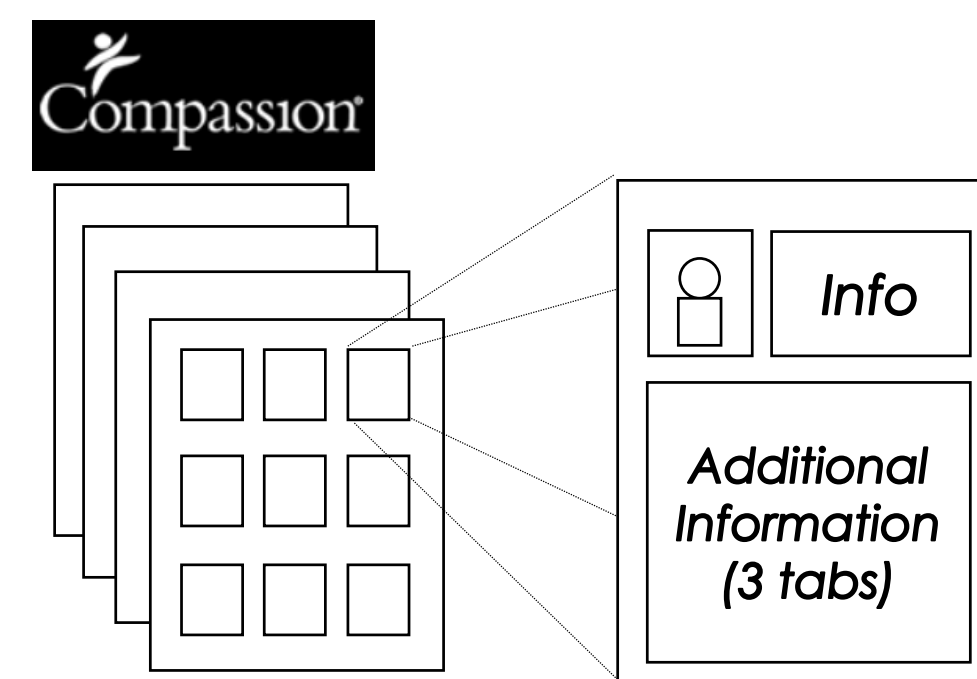 Compassion®
Info
Additional
Information
(3 tabs)